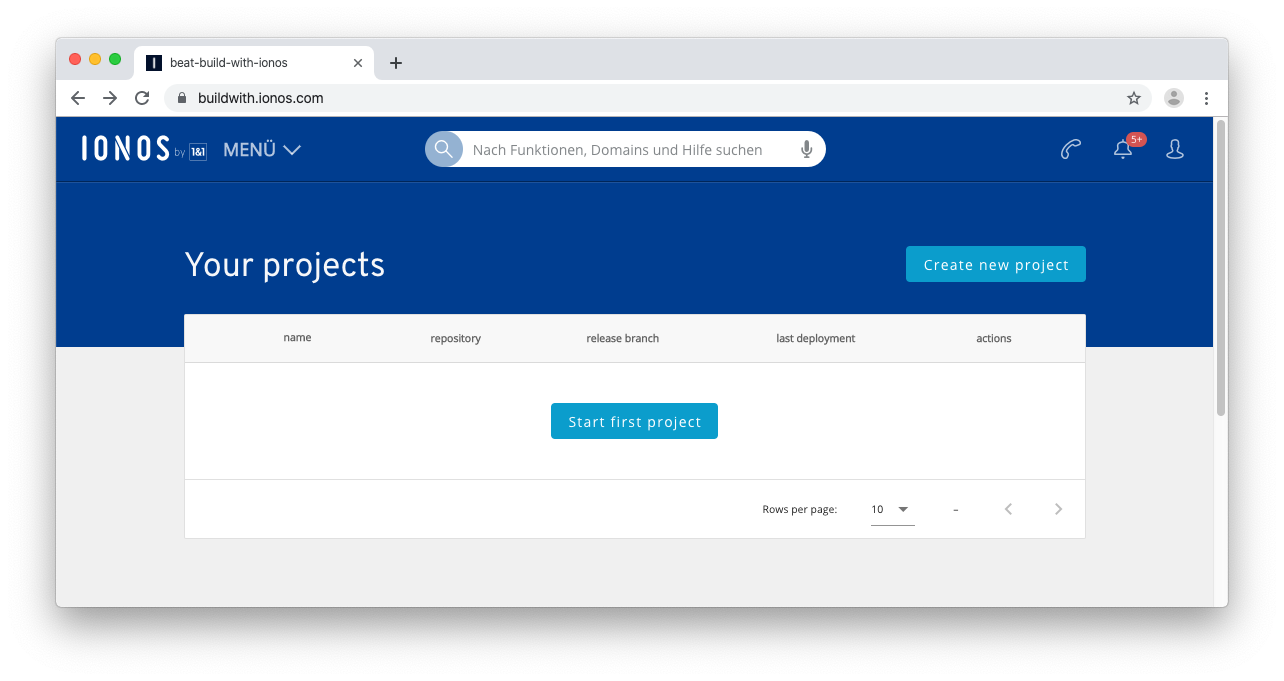 beat-build-with-ionos
buildwith.ionos.com
IONOS by 1&1 MENÜ Nach Funktionen, Domains und Hilfe suchen 5+
Your projects Create new project
name repository release branch last deployment actions
Start first project
Rows per page: 10 –